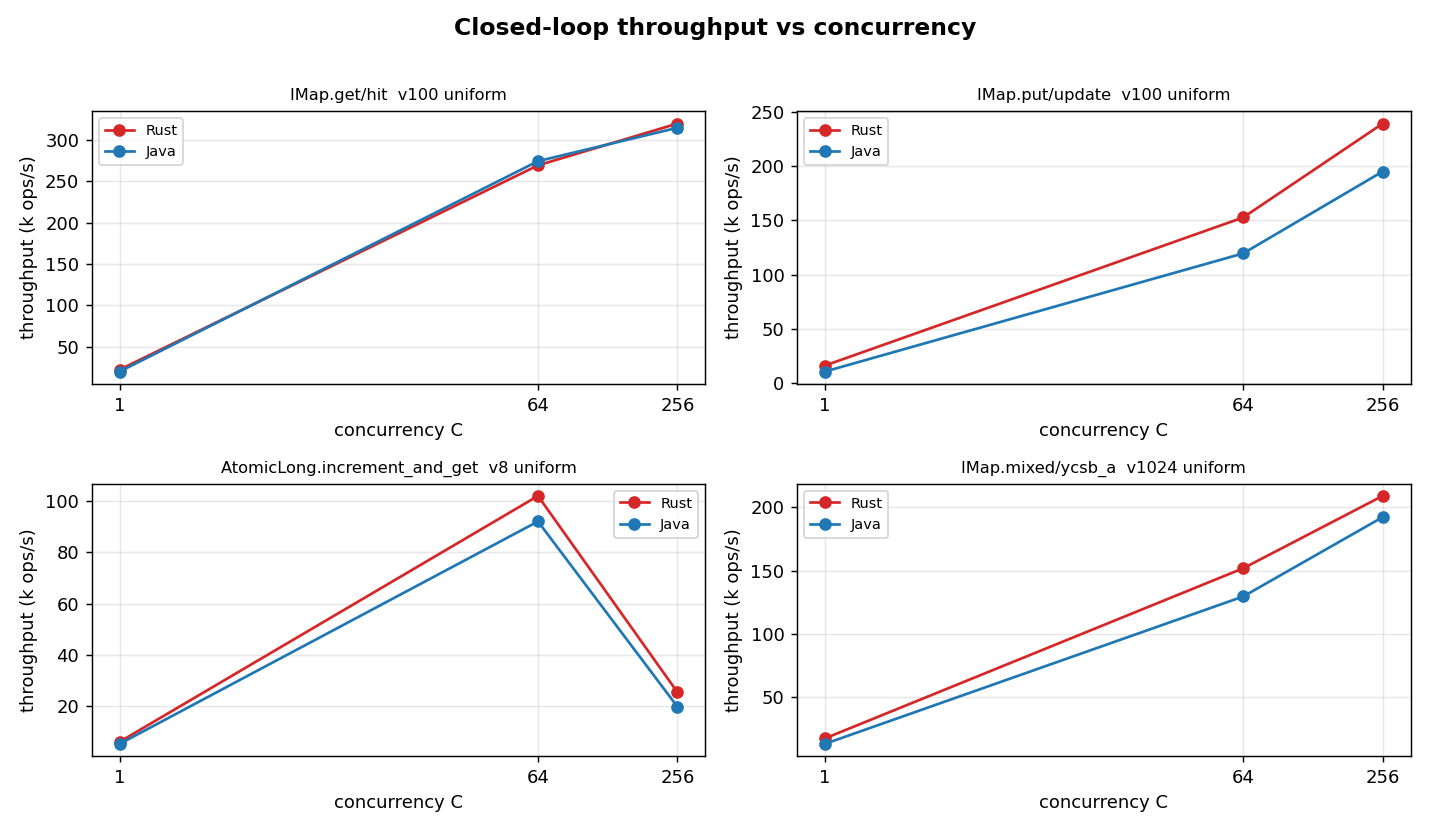 Closed-loop throughput vs concurrency
IMap.get/hit  v100 uniform
throughput (k ops/s)
300
250
200
150
100
50
Rust
Java
1
64
256
concurrency C
IMap.put/update  v100 uniform
throughput (k ops/s)
250
200
150
100
50
0
Rust
Java
1
64
256
concurrency C
AtomicLong.increment_and_get  v8 uniform
throughput (k ops/s)
100
80
60
40
20
Rust
Java
1
64
256
concurrency C
IMap.mixed/ycsb_a  v1024 uniform
throughput (k ops/s)
200
150
100
50
Rust
Java
1
64
256
concurrency C